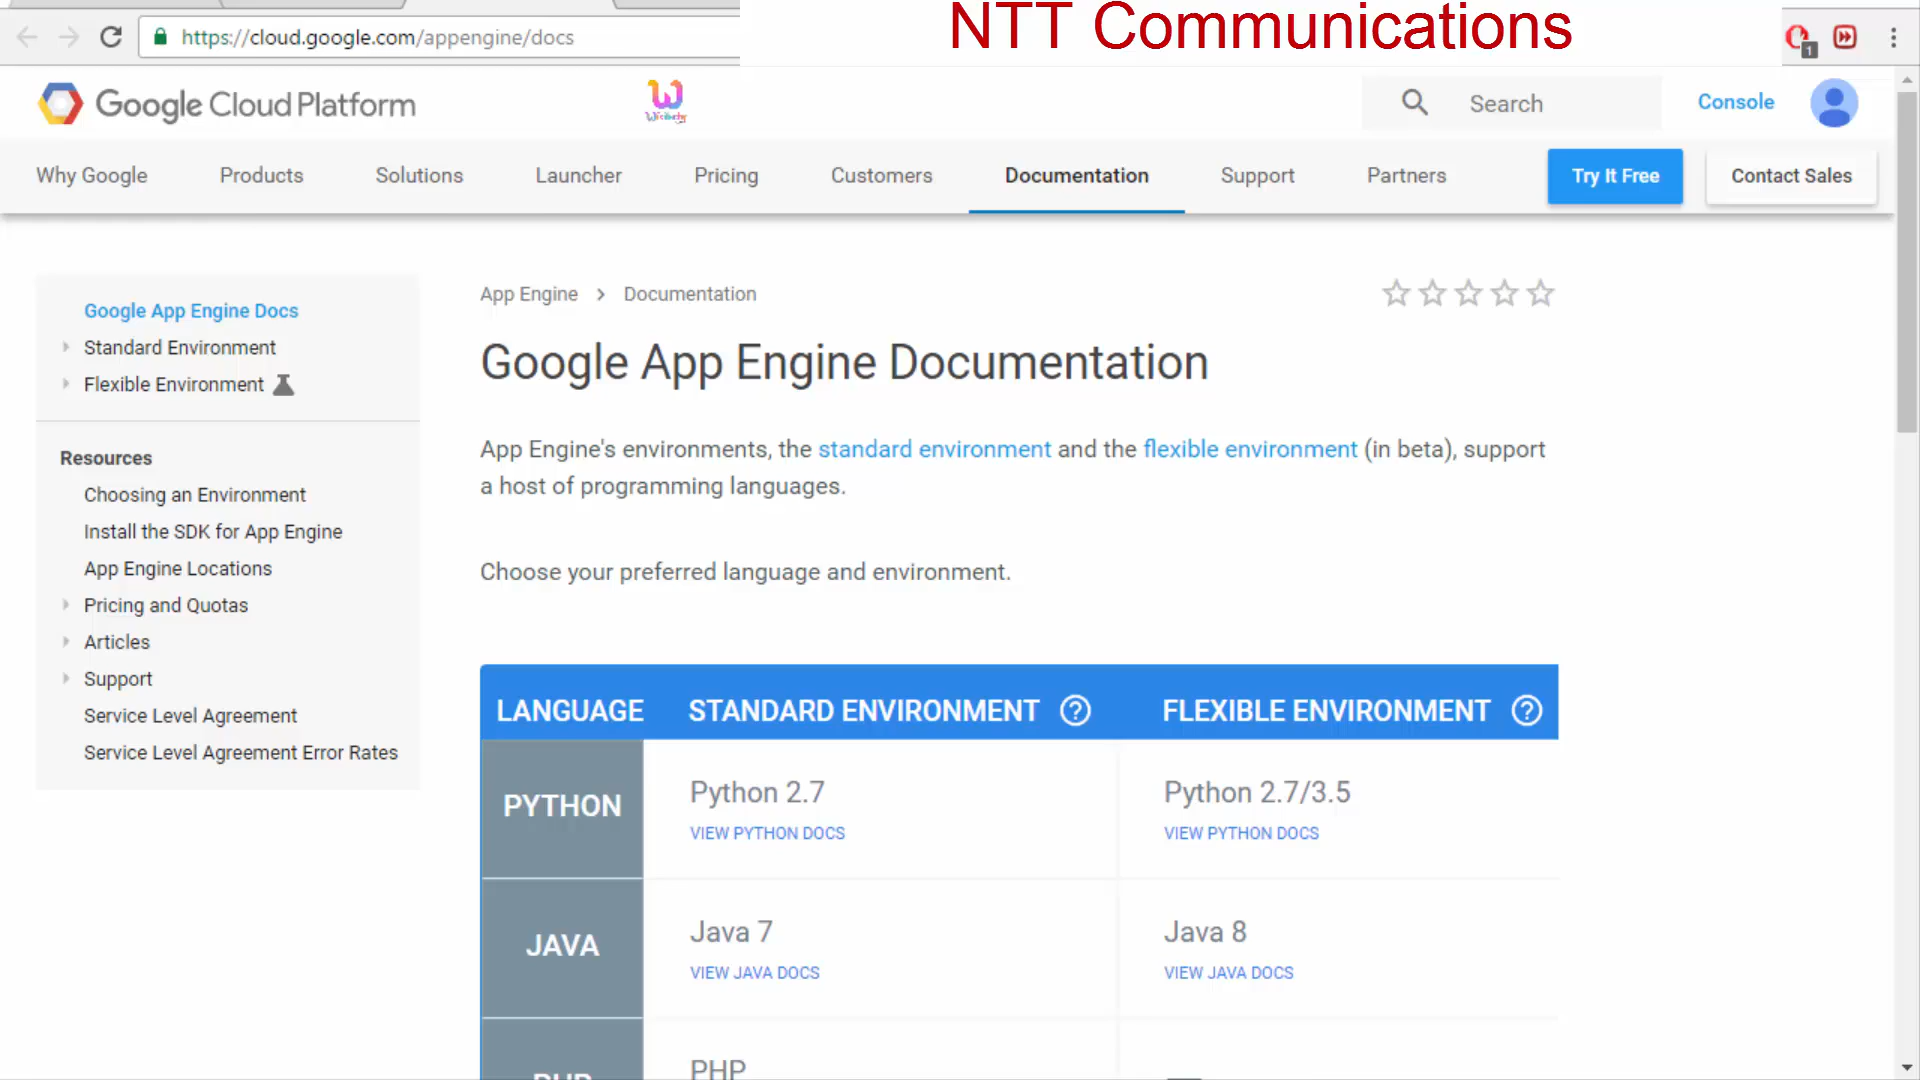 NTT Communications
https://cloud.google.com/appengine/docs
1
Google Cloud Platform
Search
Console
Why Google
Products
Solutions
Launcher
Pricing
Customers
Documentation
Support
Partners
Try It Free
Contact Sales
Google App Engine Docs
Standard Environment
Flexible Environment
Resources
Choosing an Environment
Install the SDK for App Engine
App Engine Locations
Pricing and Quotas
Articles
Support
Service Level Agreement
Service Level Agreement Error Rates
App Engine > Documentation
Google App Engine Documentation
App Engine's environments, the standard environment and the flexible environment (in beta), support
a host of programming languages.
Choose your preferred language and environment.
LANGUAGE STANDARD ENVIRONMENT ? FLEXIBLE ENVIRONMENT ?
PYTHON
Python 2.7
VIEW PYTHON DOCS
Python 2.7/3.5
VIEW PYTHON DOCS
JAVA
Java 7
VIEW JAVA DOCS
Java 8
VIEW JAVA DOCS
PHP
PHP